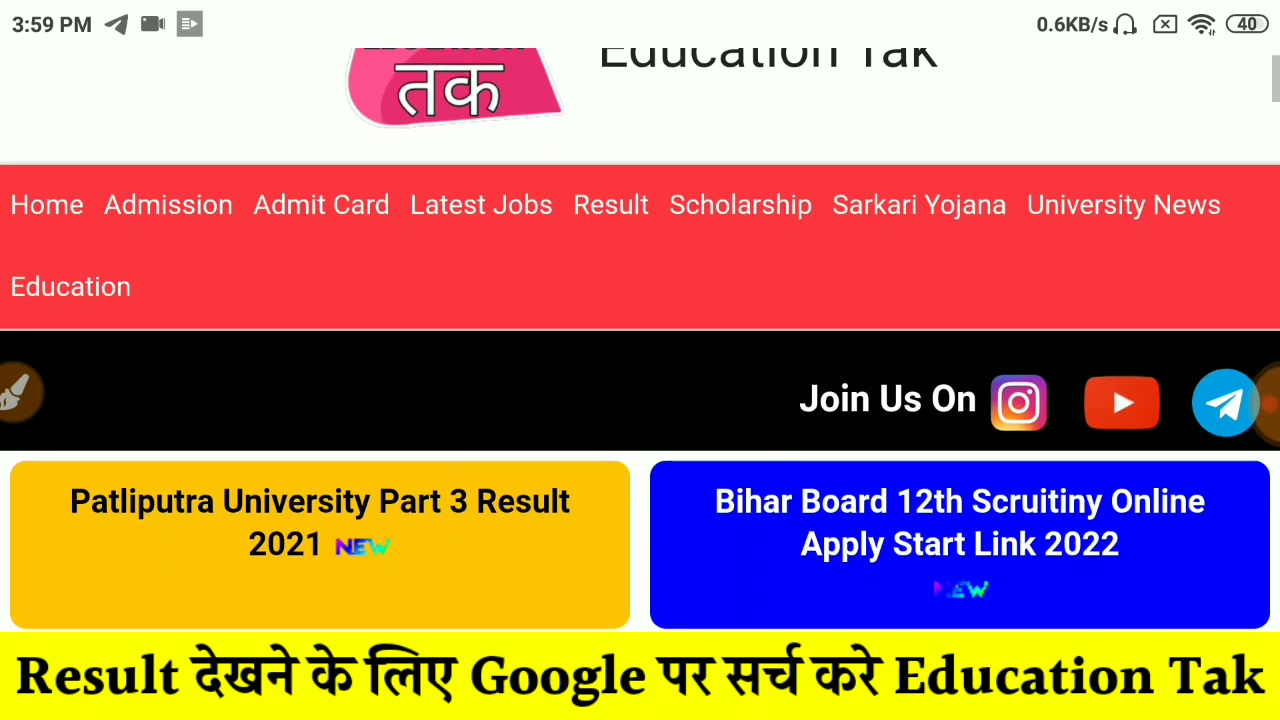 3:59 PM
0.6KB/s
40
तक
Education Tak
Home Admission Admit Card Latest Jobs Result Scholarship Sarkari Yojana University News
Education
Join Us On
Patliputra University Part 3 Result
2021 NEW
Bihar Board 12th Scruitiny Online
Apply Start Link 2022
NEW
Result देखने के लिए Google पर सर्च करे Education Tak